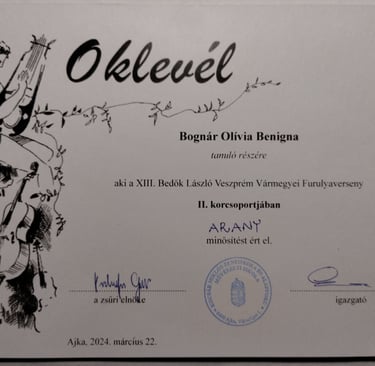 Oklevél
Bognár Olívia Benigna
tanuló részére
aki a XIII. Bedők László Veszprém Vármegyei Furulyaverseny
II. korcsoportjában
ARANY
minősítést ért el.
a zsűri elnöke
igazgató
Ajka, 2024. március 22.